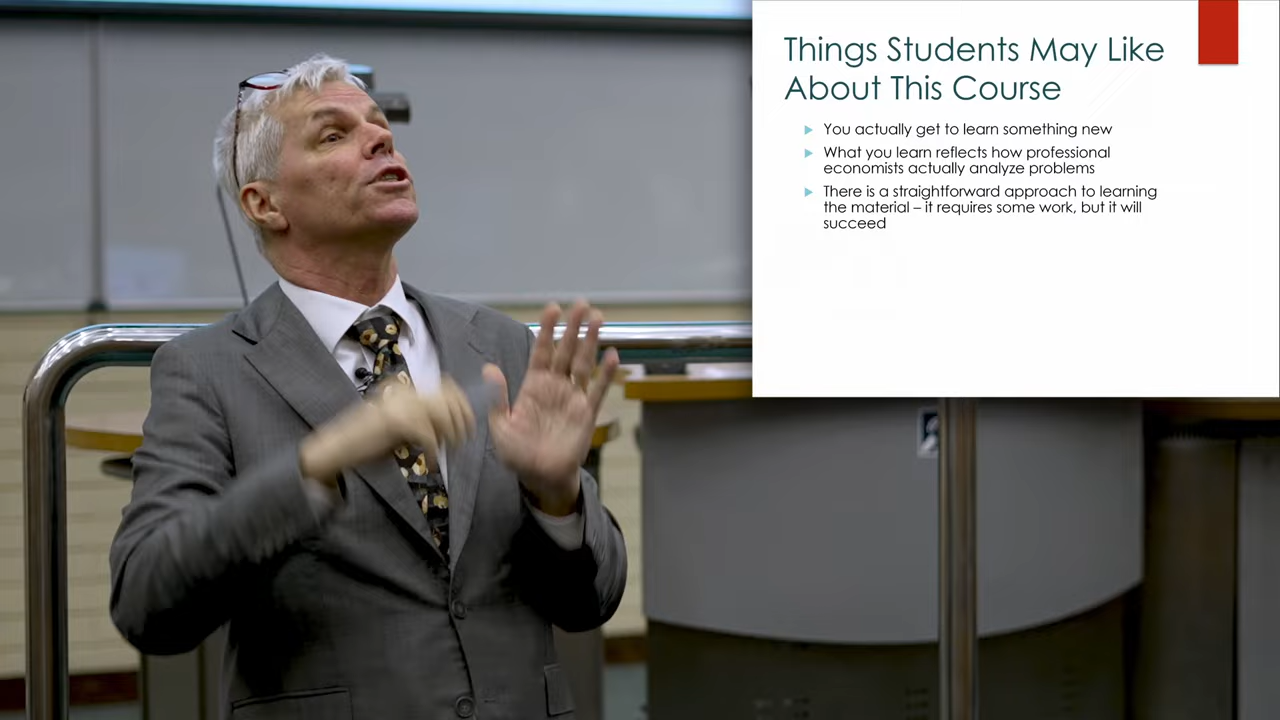 Things Students May Like
About This Course
You actually get to learn something new
What you learn reflects how professional
economists actually analyze problems
There is a straightforward approach to learning
the material – it requires some work, but it will
succeed